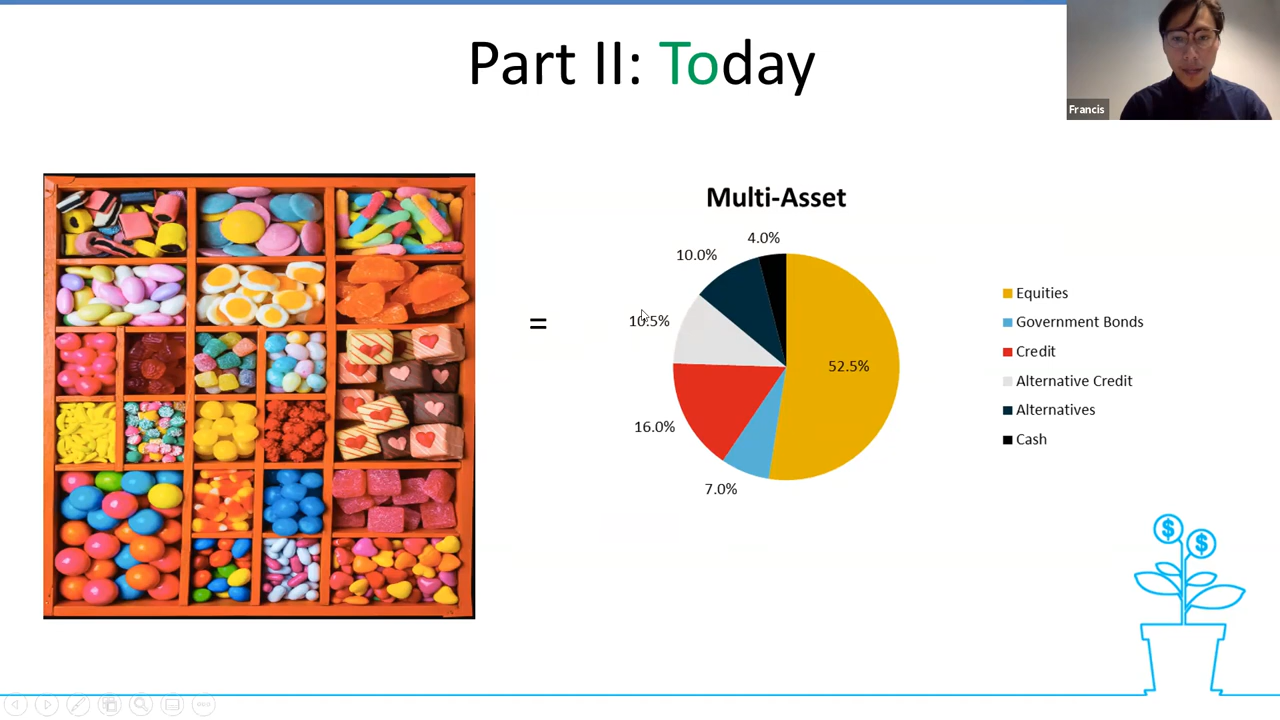 Part II: Today
Francis
Multi-Asset
=
4.0%
10.0%
10.5%
52.5%
16.0%
7.0%
Equities
Government Bonds
Credit
Alternative Credit
Alternatives
Cash
$
$